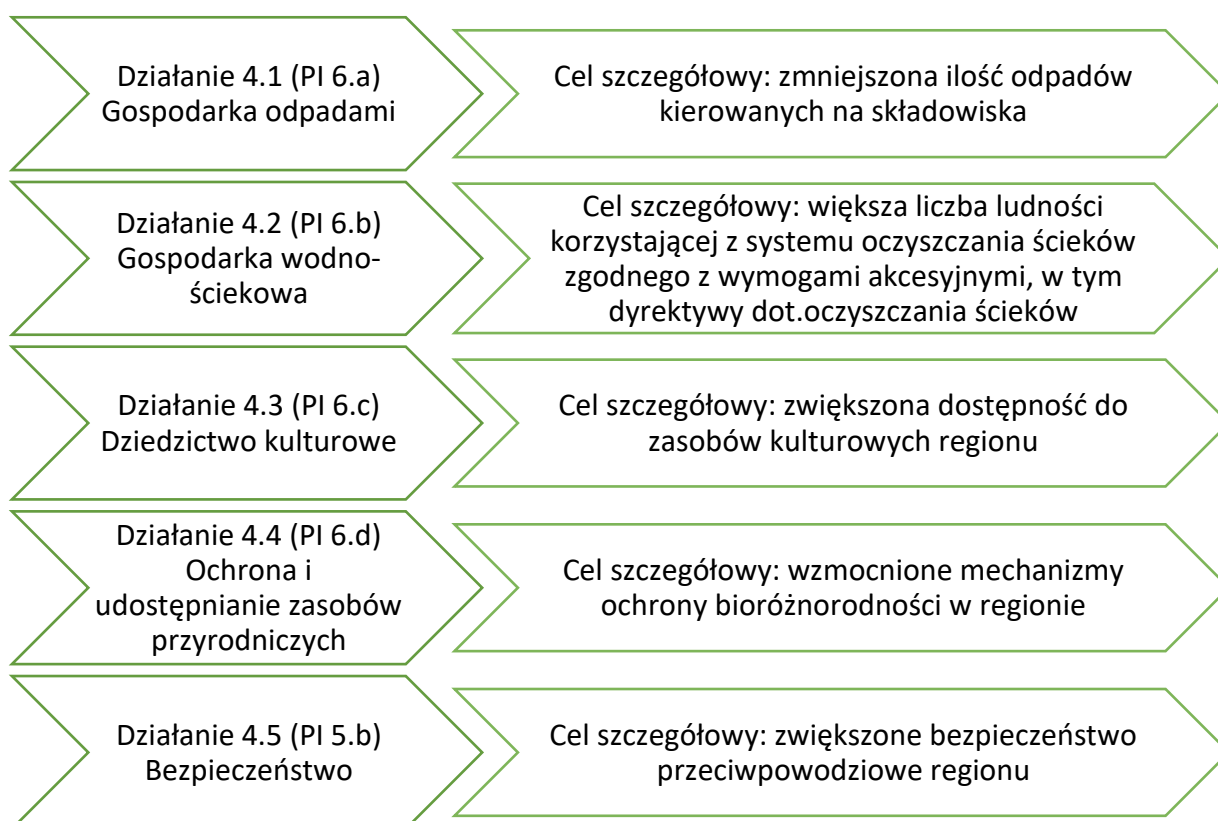 Działanie 4.1 (PI 6.a)
Gospodarka odpadami
Cel szczegółowy: zmniejszona ilość odpadów
kierowanych na składowiska
Działanie 4.2 (PI 6.b)
Gospodarka wodno-
ściekowa
Cel szczegółowy: większa liczba ludności
korzystającej z systemu oczyszczania ścieków
zgodnego z wymogami akcesyjnymi, w tym
dyrektywy dot.oczyszczania ścieków
Działanie 4.3 (PI 6.c)
Dziedzictwo kulturowe
Cel szczegółowy: zwiększona dostępność do
zasobów kulturowych regionu
Działanie 4.4 (PI 6.d)
Ochrona i
udostępnianie zasobów
przyrodniczych
Cel szczegółowy: wzmocnione mechanizmy
ochrony bioróżnorodności w regionie
Działanie 4.5 (PI 5.b)
Bezpieczeństwo
Cel szczegółowy: zwiększone bezpieczeństwo
przeciwpowodziowe regionu